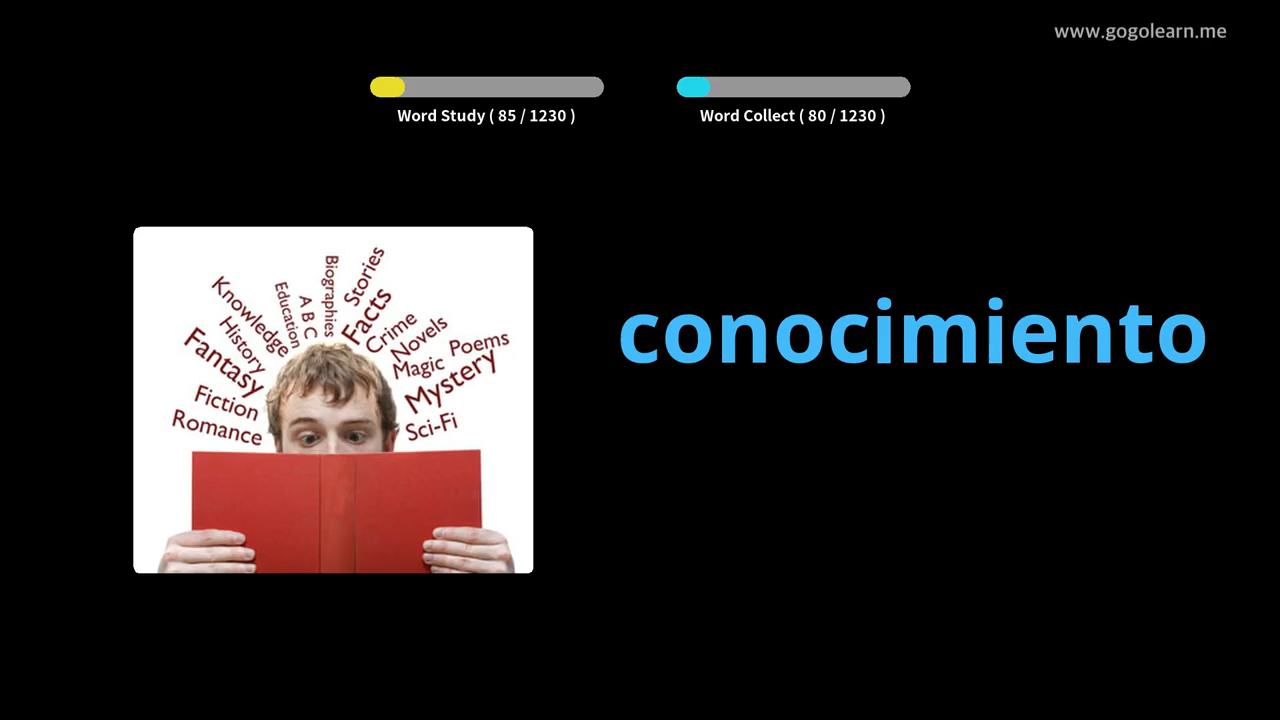 www.gogolearn.me
Word Study ( 85 / 1230 )
Word Collect ( 80 / 1230 )
Romance
Fiction
Fantasy
History
Knowledge
Education
A B C
Biographies
Stories
Facts
Crime
Novels
Magic
Poems
Mystery
Sci-Fi
conocimiento